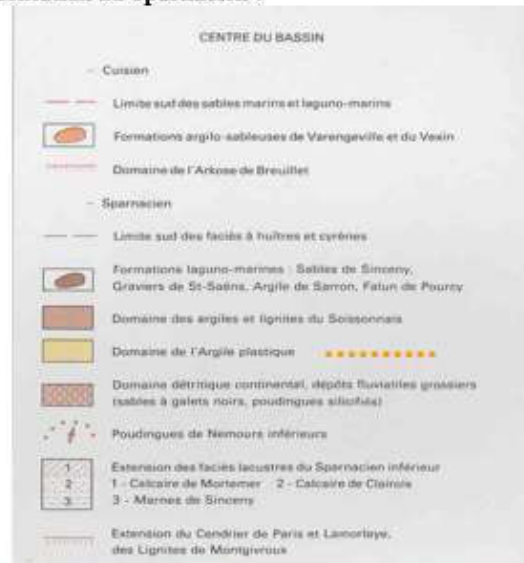 CENTRE DU BASSIN
- Cuisien
Limite sud des sables marins et laguno-marins
Formations argilo-sableuses de Varengeville et du Vexin
Domaine de l'Arkose de Breuillet
- Sparnacien
Limite sud des faciès à huîtres et cyrènes
Formations laguno-marines : Sables de Sinceny,
Graviers de St-Saëns, Argile de Sarron, Falun de Pourcy
Domaine des argiles et lignites du Soissonnais
Domaine de l'Argile plastique
Domaine détritique continental, dépôts fluviatiles grossiers
(sables à galets noirs, poudingues silicifiés)
Poudingues de Nemours inférieurs
1 Extension des faciès lacustres du Sparnacien inférieur
2 1 - Calcaire de Mortemer 2 - Calcaire de Clairoix
3 3 - Marnes de Sinceny
Extension du Cendrier de Paris et Lamorlaye,
des Lignites de Montgivroux